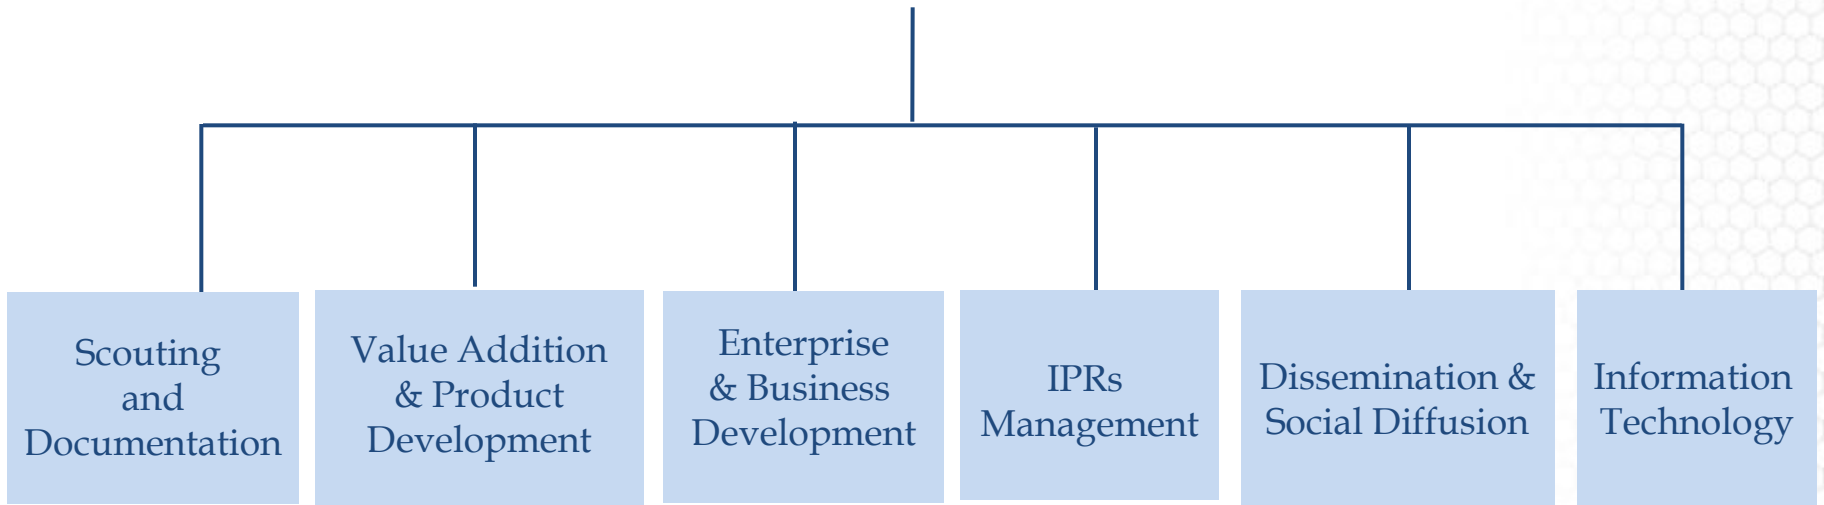 Scouting
and
Documentation
Value Addition
& Product
Development
Enterprise
& Business
Development
IPRs
Management
Dissemination &
Social Diffusion
Information
Technology